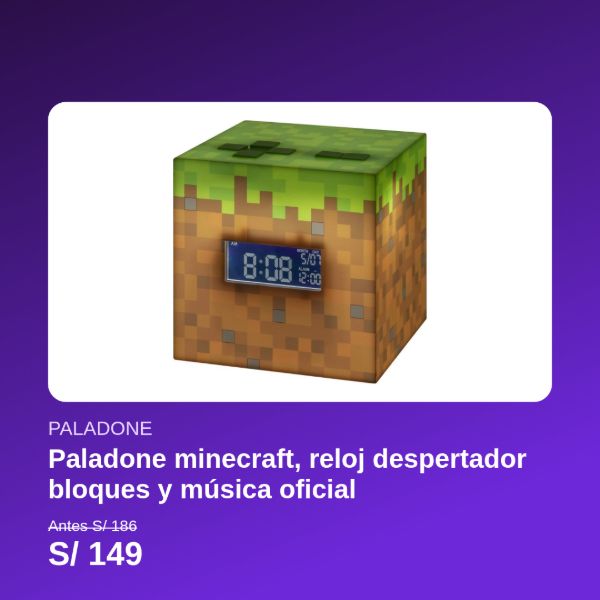 AM
8:08
MONTH DAY
5/07
ALARM
12:00
PALADONE
Paladone minecraft, reloj despertador
bloques y música oficial
Antes S/ 186
S/ 149